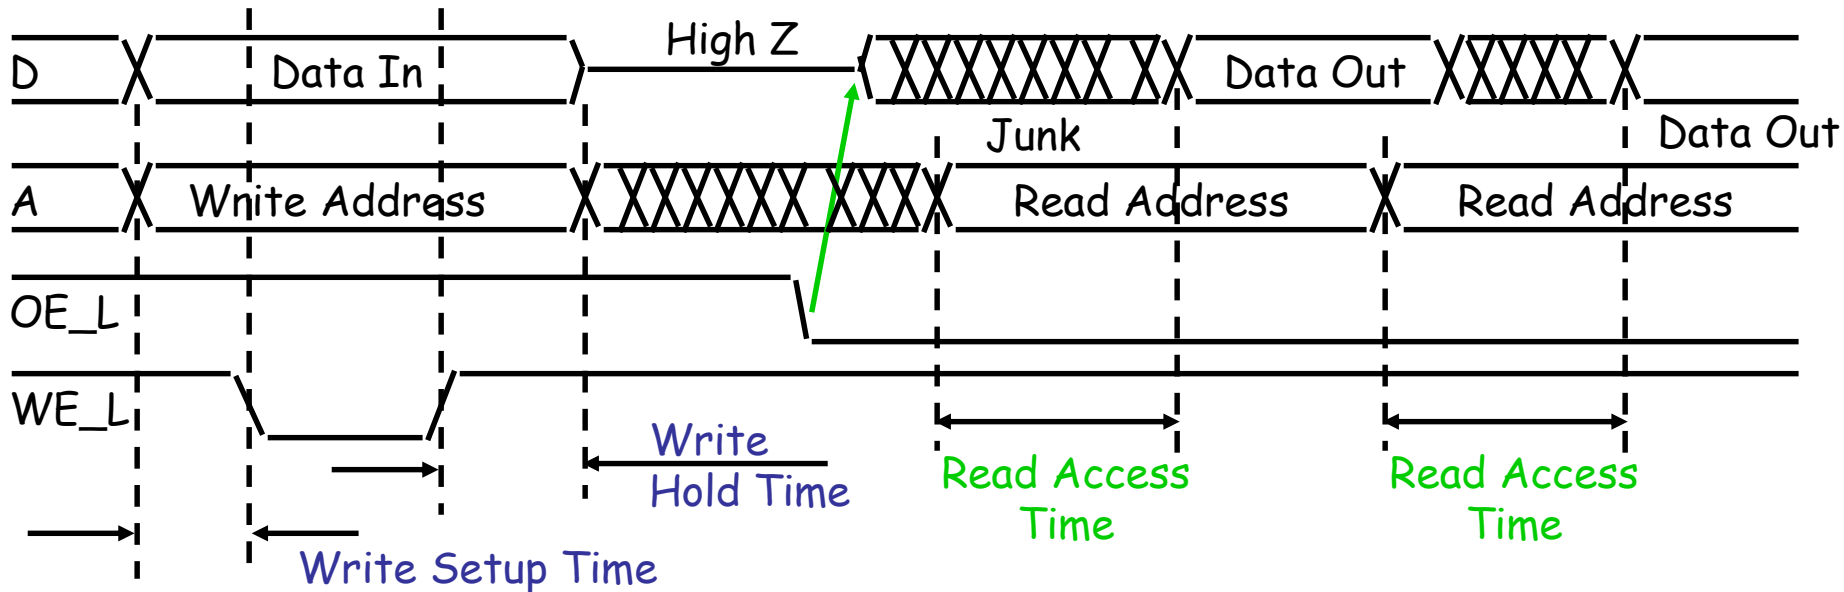 High Z
D
Data In
Data Out
Junk
Data Out
A
Write Address
Read Address
Read Address
OE_L
WE_L
Write
Hold Time
Read Access
Time
Read Access
Time
Write Setup Time